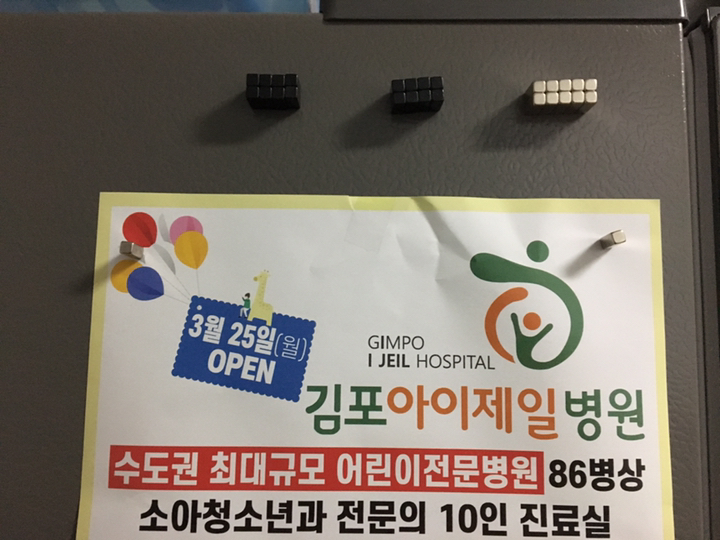 3월 25일(월)
OPEN
GIMPO
I JEIL HOSPITAL
김포아이제일병원
수도권 최대규모 어린이전문병원 86병상
소아청소년과 전문의 10인 진료실